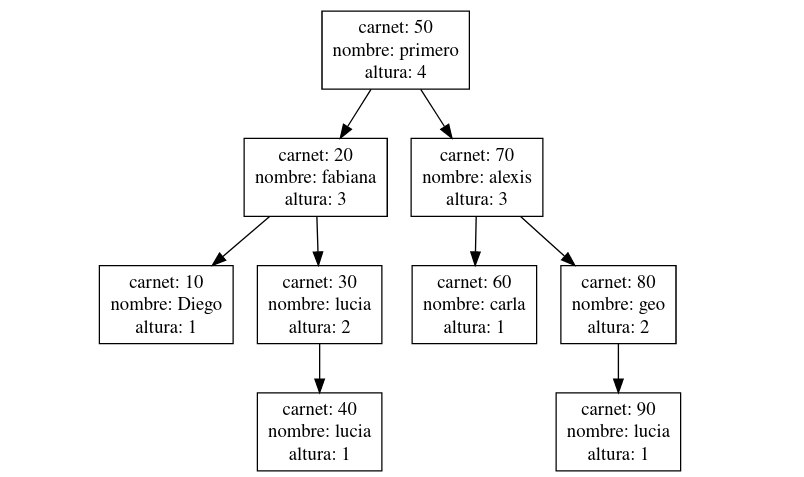 carnet: 50
nombre: primero
altura: 4
carnet: 20
nombre: fabiana
altura: 3
carnet: 70
nombre: alexis
altura: 3
carnet: 10
nombre: Diego
altura: 1
carnet: 30
nombre: lucia
altura: 2
carnet: 60
nombre: carla
altura: 1
carnet: 80
nombre: geo
altura: 2
carnet: 40
nombre: lucia
altura: 1
carnet: 90
nombre: lucia
altura: 1